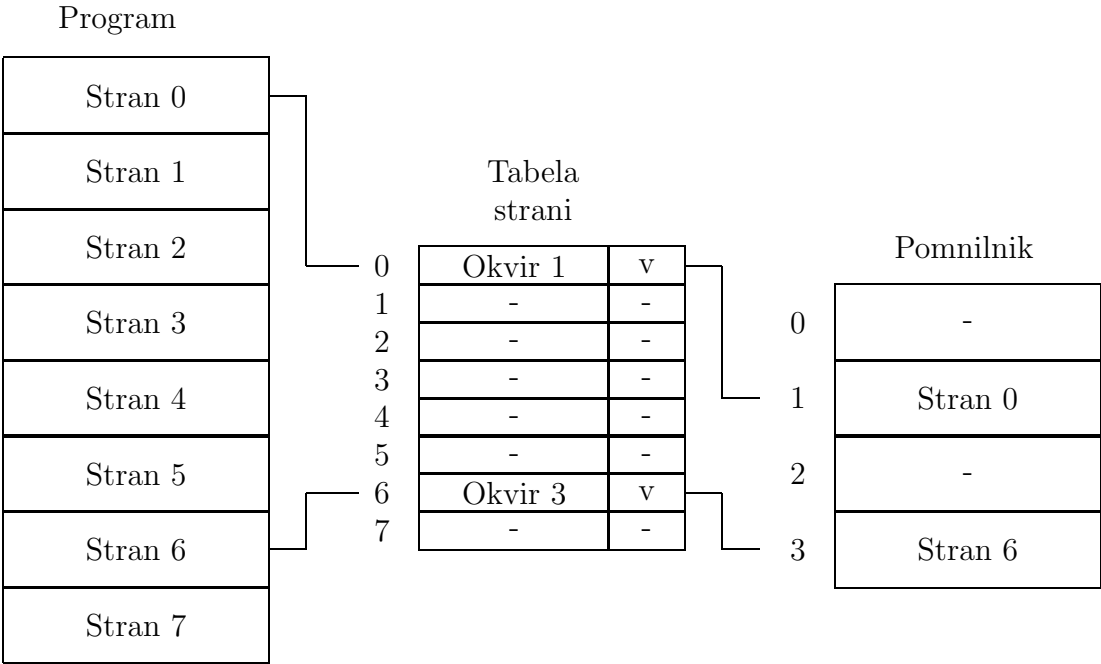 Program
Stran 0
Stran 1
Stran 2
Stran 3
Stran 4
Stran 5
Stran 6
Stran 7
Tabela
strani
0 Okvir 1 v
1 - -
2 - -
3 - -
4 - -
5 - -
6 Okvir 3 v
7 - -
Pomnilnik
0 -
1 Stran 0
2 -
3 Stran 6